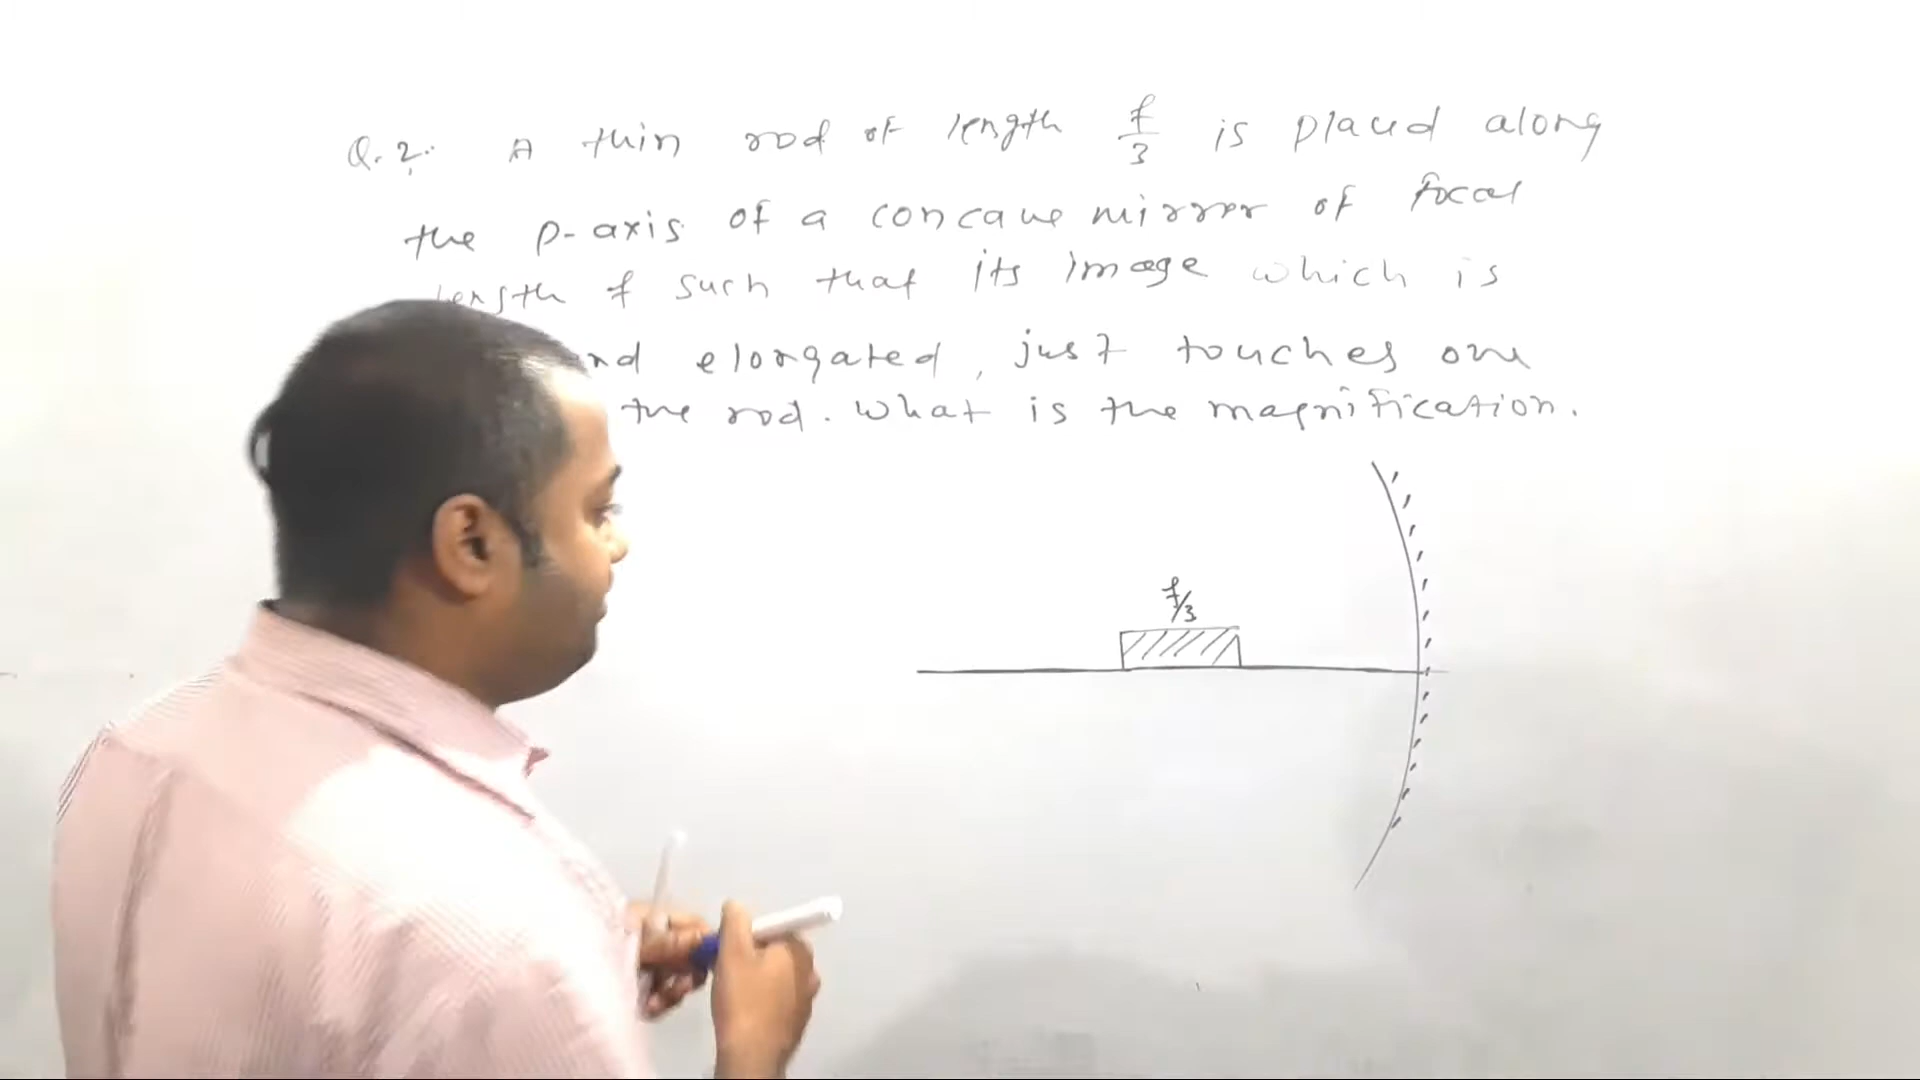 Q.2. A thin rod of length f/3 is placed along
the p-axis of a concave mirror of focal
length f such that its image which is
elongated, just touches one
the rod. What is the magnification.
f/3